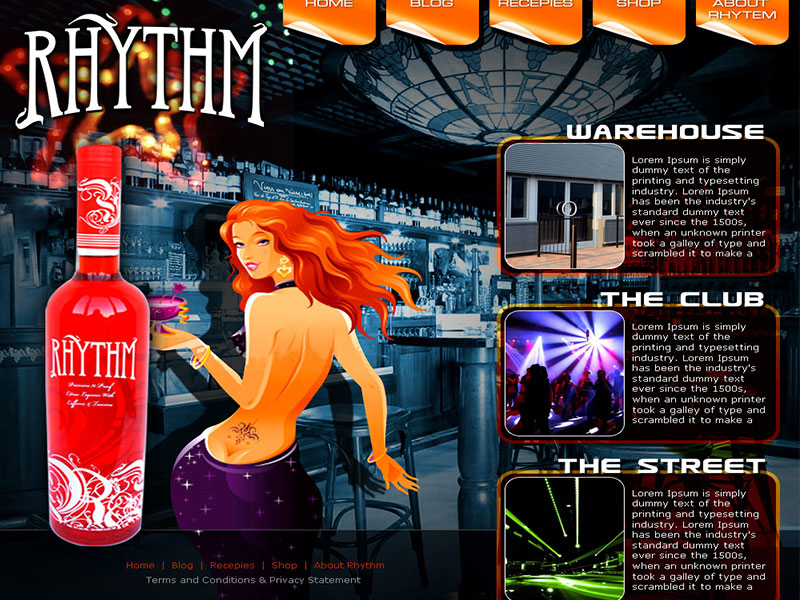 HOME
BLOG
RECEPIES
SHOP
ABOUT
RHYTEM
RHYTHM
WAREHOUSE
Lorem Ipsum is simply
dummy text of the
printing and typesetting
industry. Lorem Ipsum
has been the industry's
standard dummy text
ever since the 1500s,
when an unknown printer
took a galley of type and
scrambled it to make a
THE CLUB
Lorem Ipsum is simply
dummy text of the
printing and typesetting
industry. Lorem Ipsum
has been the industry's
standard dummy text
ever since the 1500s,
when an unknown printer
took a galley of type and
scrambled it to make a
THE STREET
Lorem Ipsum is simply
dummy text of the
printing and typesetting
industry. Lorem Ipsum
has been the industry's
standard dummy text
ever since the 1500s,
when an unknown printer
took a galley of type and
scrambled it to make a
RHYTHM
Premium 70 Proof
Citrus Liqueur With
Caffeine & Taurine
Home | Blog | Recepies | Shop | About Rhythm
Terms and Conditions & Privacy Statement